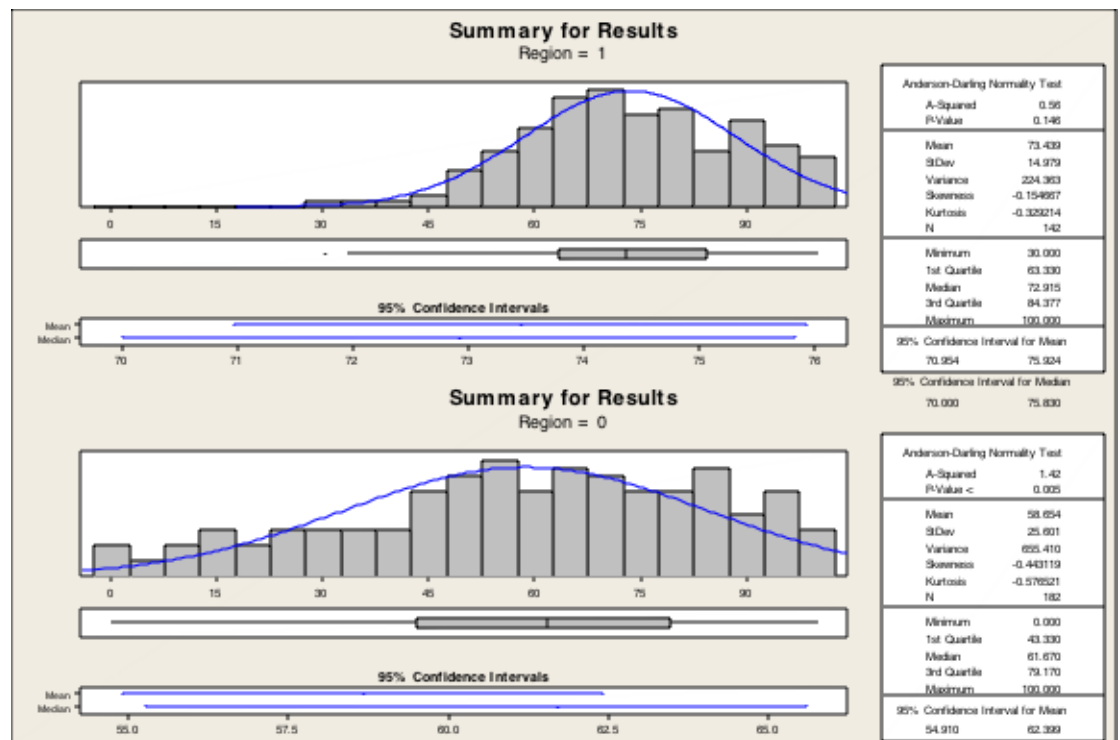 Summary for Results
Region = 1
0 15 30 45 60 75 90
95% Confidence Intervals
Mean
Median
70 71 72 73 74 75 76
Anderson-Darling Normality Test
A-Squared 0.56
P-Value 0.146
Mean 73.439
StDev 14.979
Variance 224.363
Skewness -0.154667
Kurtosis -0.329214
N 142
Minimum 30.000
1st Quartile 63.330
Median 72.915
3rd Quartile 84.377
Maximum 100.000
95% Confidence Interval for Mean
70.954 75.924
95% Confidence Interval for Median
70.000 75.830
Summary for Results
Region = 0
0 15 30 45 60 75 90
95% Confidence Intervals
Mean
Median
55.0 57.5 60.0 62.5 65.0
Anderson-Darling Normality Test
A-Squared 1.42
P-Value < 0.005
Mean 58.654
StDev 25.601
Variance 655.410
Skewness -0.443119
Kurtosis -0.576521
N 182
Minimum 0.000
1st Quartile 43.330
Median 61.670
3rd Quartile 79.170
Maximum 100.000
95% Confidence Interval for Mean
54.910 62.399